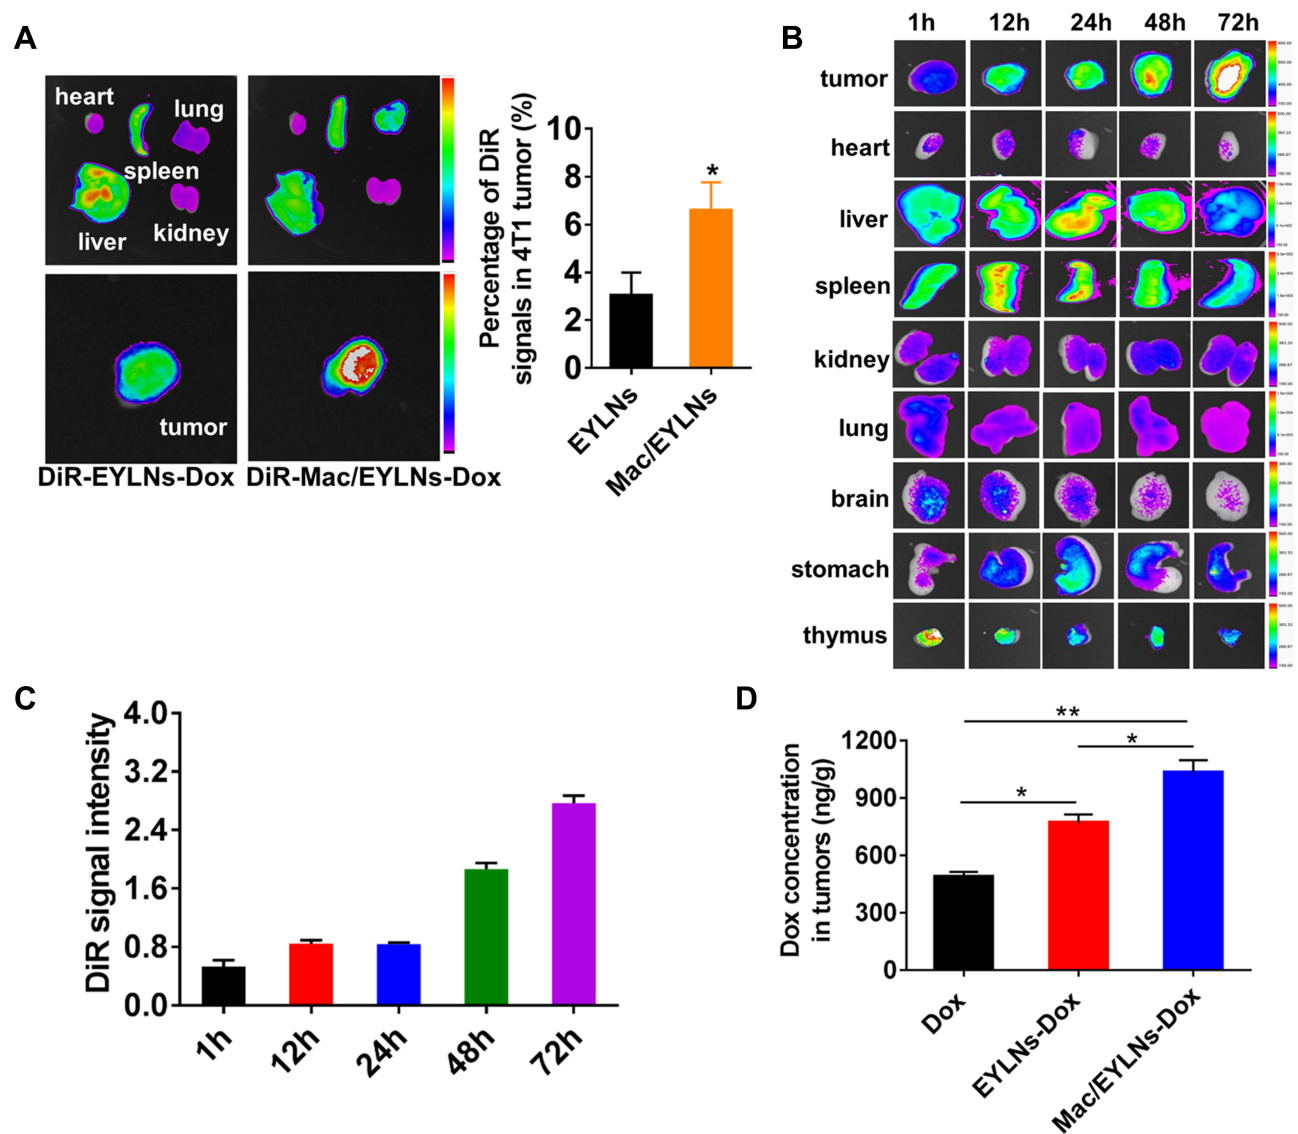 A
heart
lung
spleen
liver
kidney
tumor
DiR-EYLNs-Dox
DiR-Mac/EYLNs-Dox
Percentage of DiR
signals in 4T1 tumor (%)
10
8
6
4
2
0
*
EYLNs
Mac/EYLNs
B
1h 12h 24h 48h 72h
tumor
heart
liver
spleen
kidney
lung
brain
stomach
thymus
C
DiR signal intensity
4.0
3.2
2.4
1.6
0.8
0.0
1h
12h
24h
48h
72h
D
Dox concentration
in tumors (ng/g)
1200
900
600
300
0
**
*
*
Dox
EYLNs-Dox
Mac/EYLNs-Dox